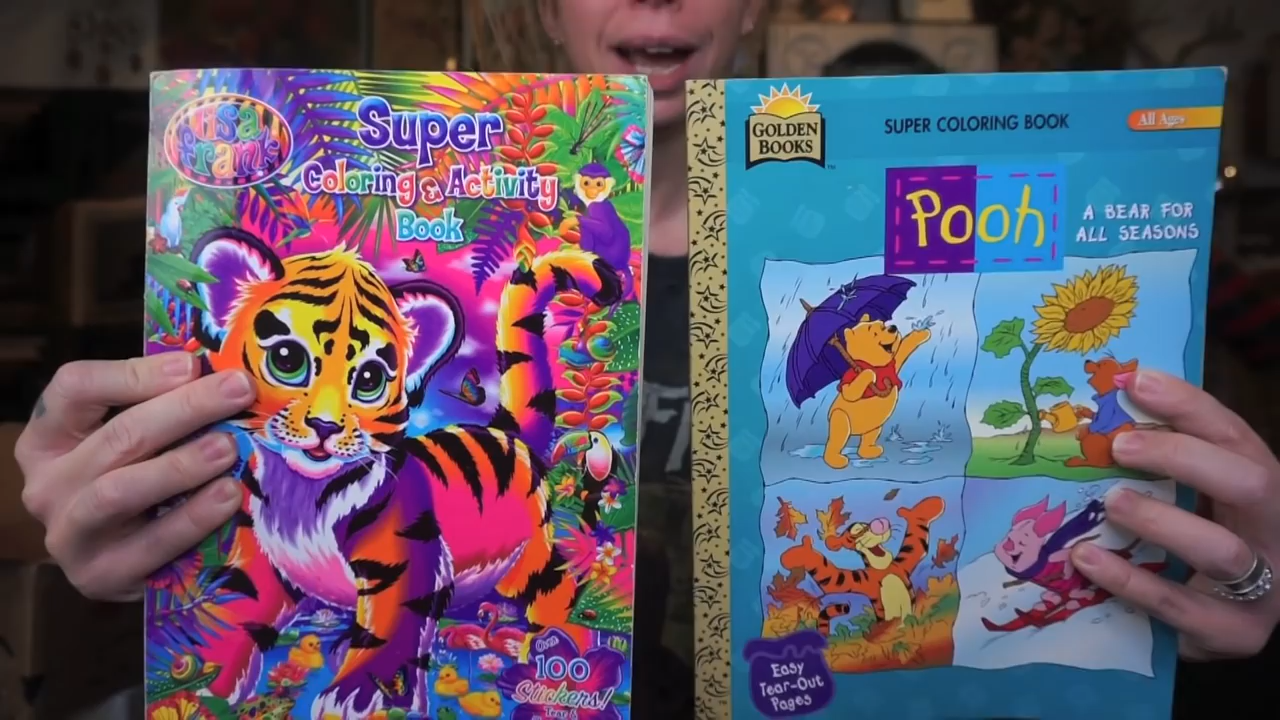 Lisa
Frank
Super
Coloring & Activity
Book
Over
100
Stickers!
Tear &
GOLDEN
BOOKS
SUPER COLORING BOOK
All Ages
Pooh
A BEAR FOR
ALL SEASONS
Easy
Tear-Out
Pages